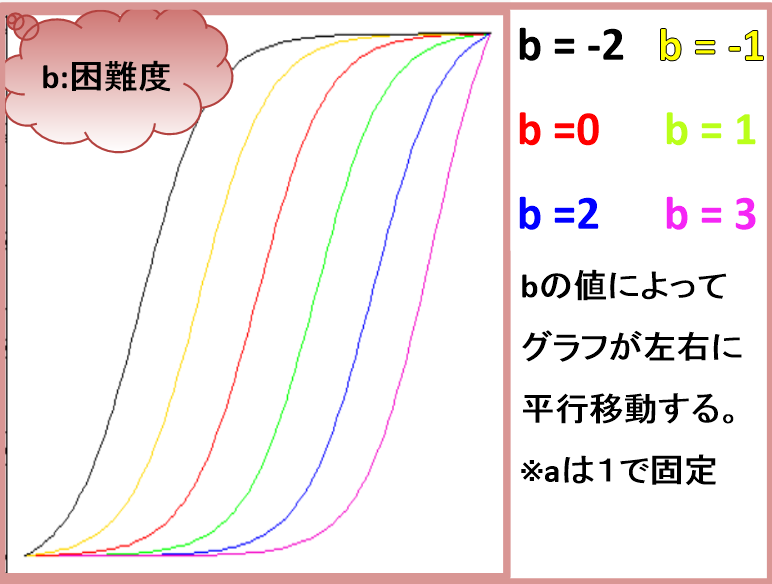 b:困難度
b = -2 b = -1
b =0 b = 1
b =2 b = 3
bの値によって
グラフが左右に
平行移動する。
※aは１で固定